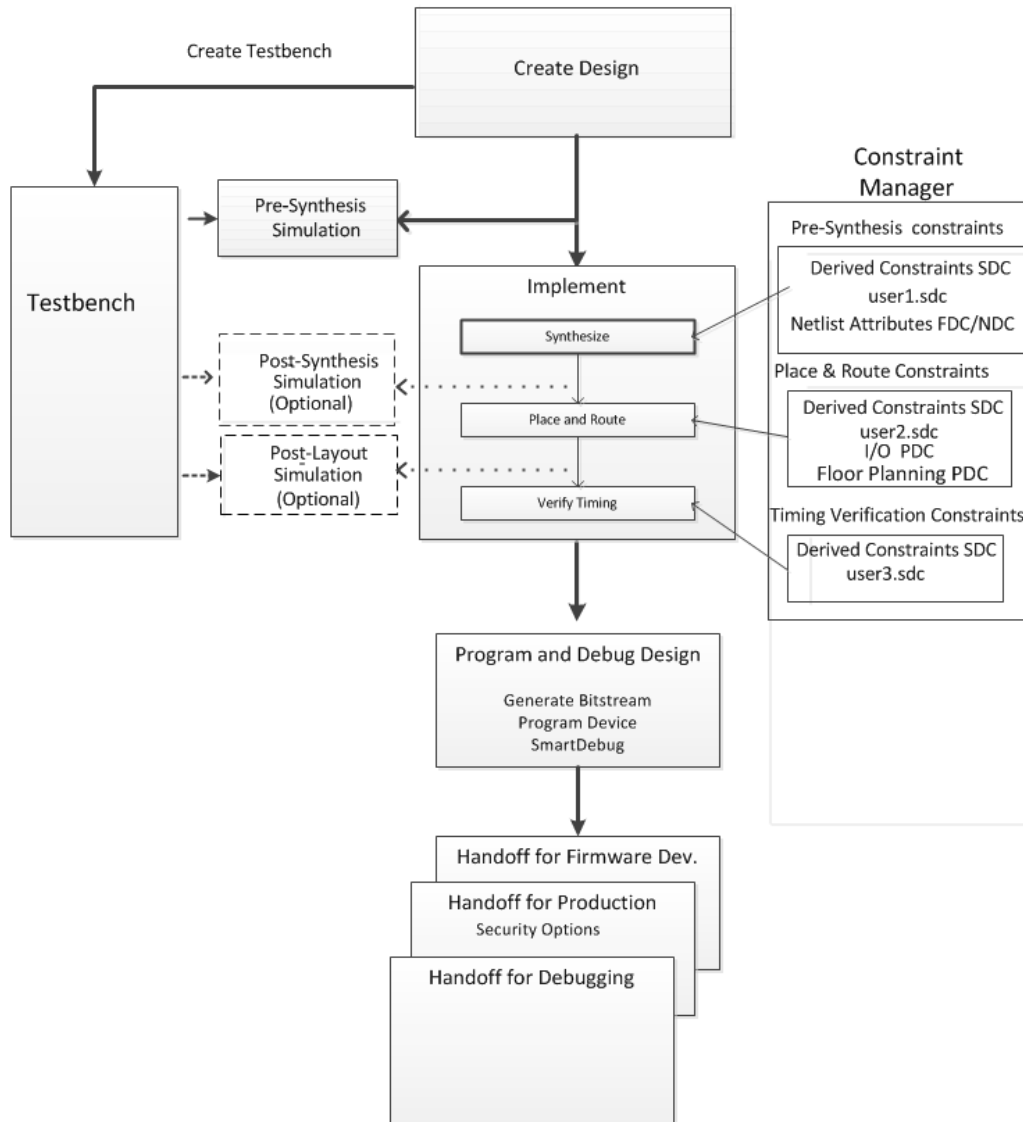 Create Testbench
Create Design
Testbench
Pre-Synthesis
Simulation
Post-Synthesis
Simulation
(Optional)
Post-Layout
Simulation
(Optional)
Implement
Synthesize
Place and Route
Verify Timing
Constraint
Manager
Pre-Synthesis constraints
Derived Constraints SDC
user1.sdc
Netlist Attributes FDC/NDC
Place & Route Constraints
Derived Constraints SDC
user2.sdc
I/O PDC
Floor Planning PDC
Timing Verification Constraints
Derived Constraints SDC
user3.sdc
Program and Debug Design
Generate Bitstream
Program Device
SmartDebug
Handoff for Firmware Dev.
Handoff for Production
Security Options
Handoff for Debugging